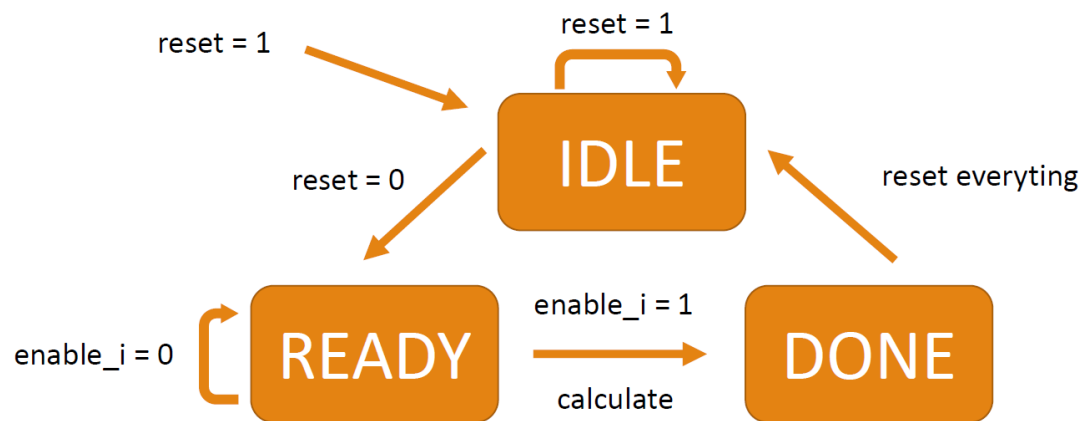 reset = 1
reset = 1
IDLE
reset = 0
reset everyting
enable_i = 0
READY
enable_i = 1
calculate
DONE